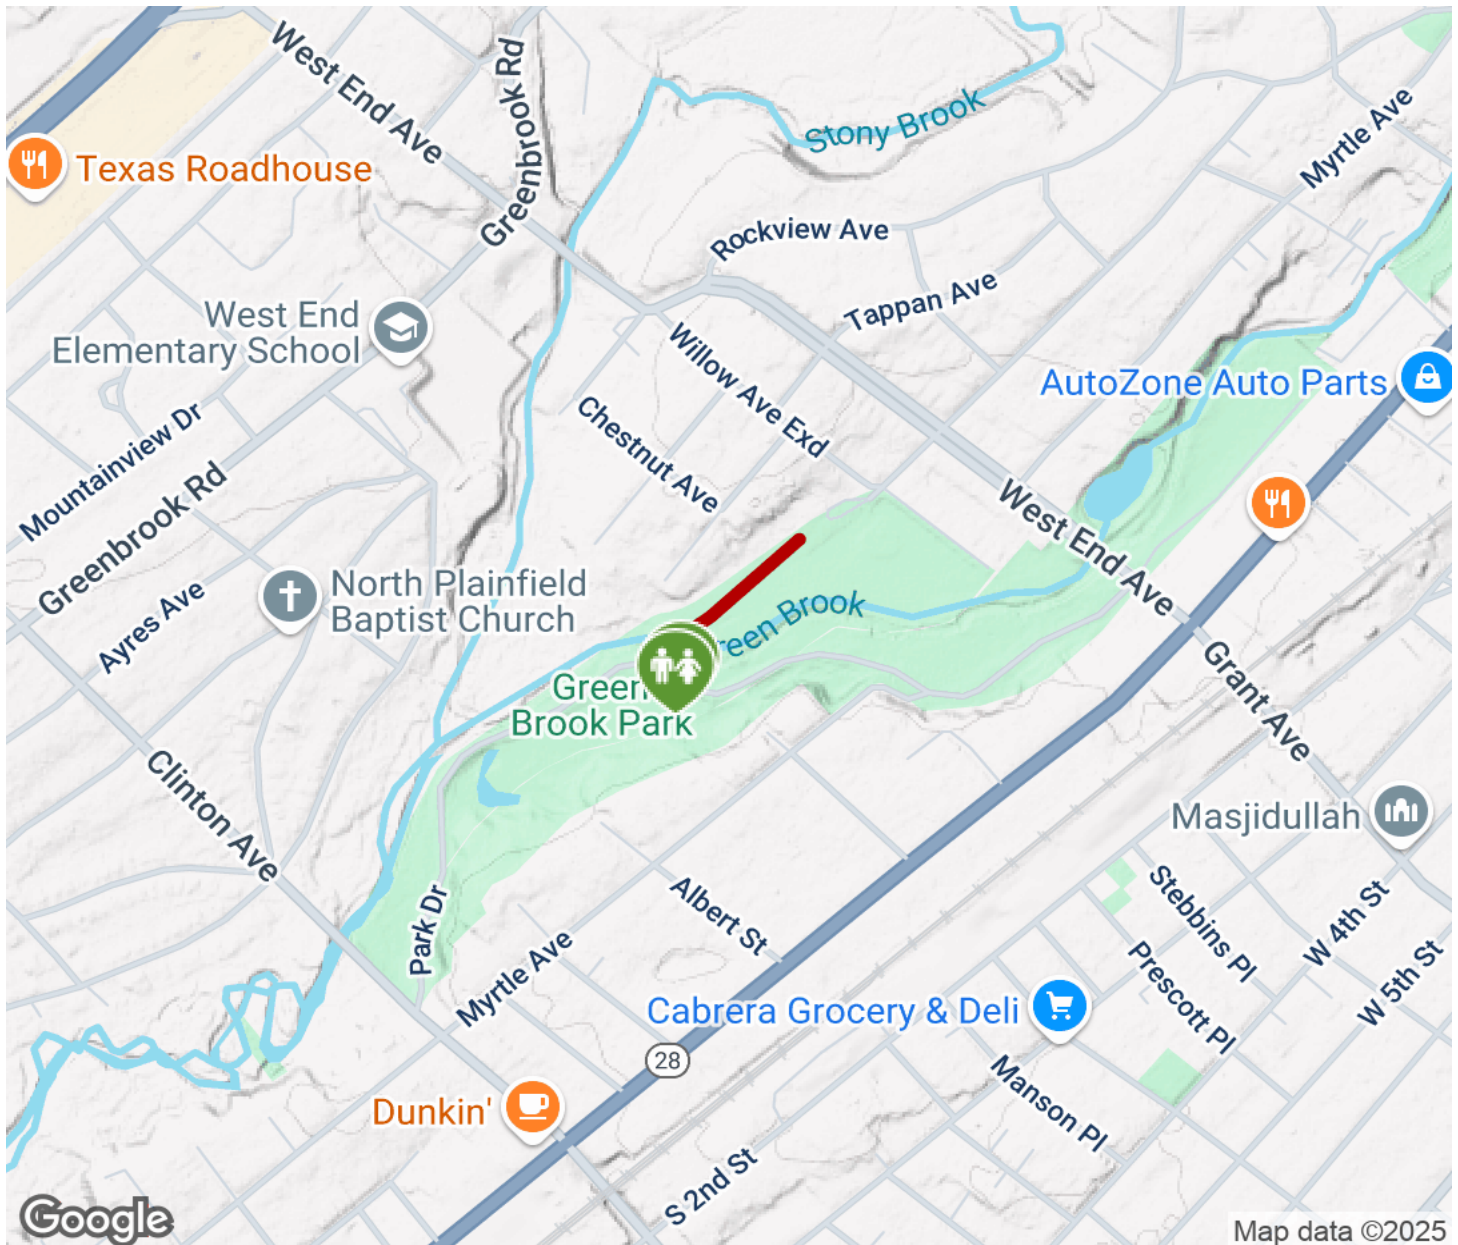 West End Ave
Greenbrook Rd
Stony Brook
Myrtle Ave
Texas Roadhouse
Rockview Ave
Tappan Ave
West End
Elementary School
Willow Ave Exd
AutoZone Auto Parts
Chestnut Ave
Mountainview Dr
Greenbrook Rd
West End Ave
North Plainfield
Baptist Church
Ayres Ave
reen Brook
Green
Brook Park
Grant Ave
Clinton Ave
Masjidullah
Albert St
Stebbins Pl
W 4th St
Park Dr
Myrtle Ave
Prescott Pl
W 5th St
Cabrera Grocery & Deli
28
Manson Pl
Dunkin'
S 2nd St
Google
Map data ©2025